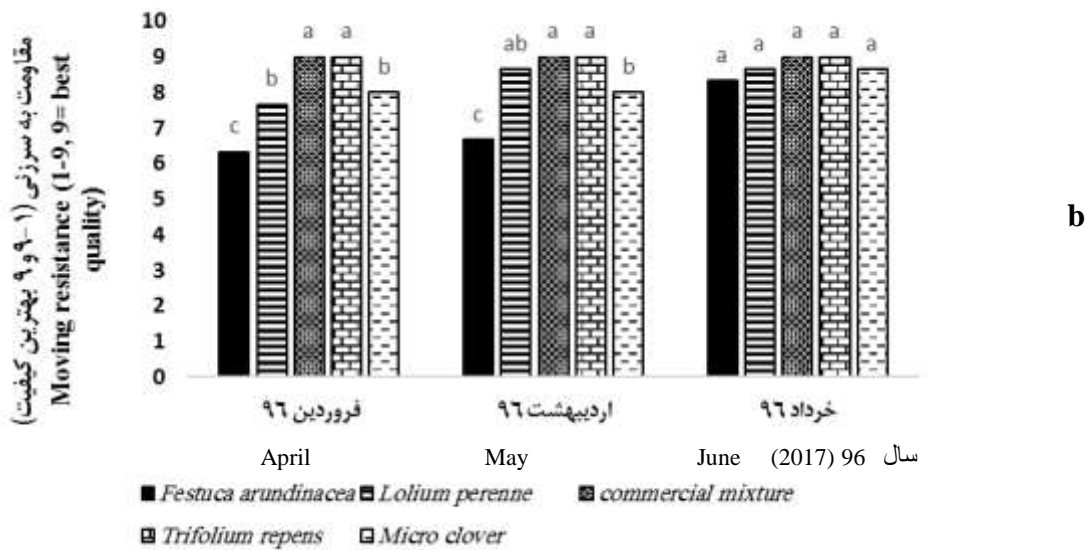 مقاومت به سرزنی (۱-۹ و ۹ بهترین کیفیت)
Moving resistance (1-9, 9= best
quality)
10
9
8
7
6
5
4
3
2
1
0
c b a a b
c ab a a b
a a a a a
b
فروردین ۹۶ اردیبهشت ۹۶ خرداد ۹۶
April May June (2017) 96 سال
Festuca arundinacea Lolium perenne commercial mixture
Trifolium repens Micro clover